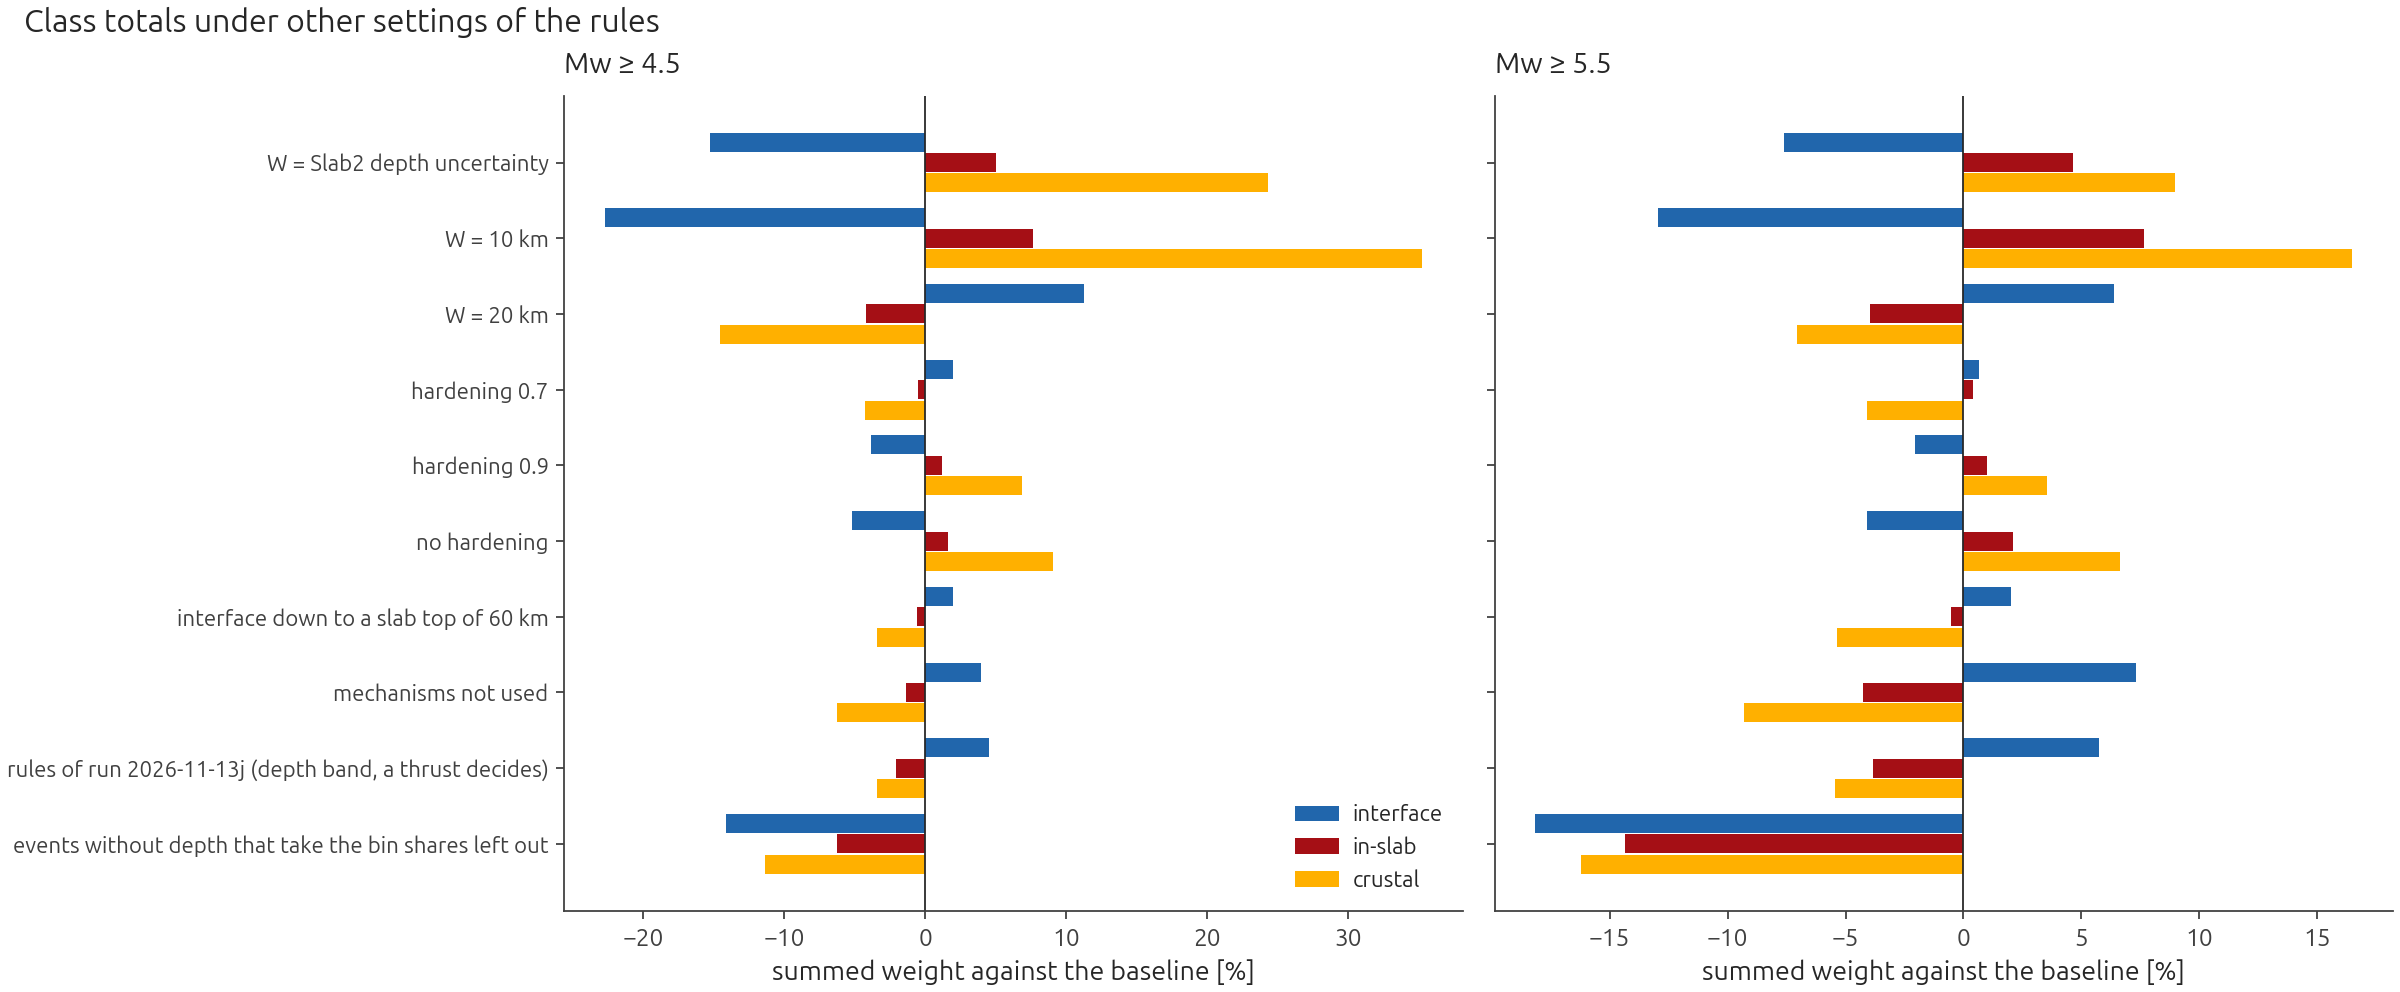 Class totals under other settings of the rules
Mw ≥ 4.5
Mw ≥ 5.5
W = Slab2 depth uncertainty
W = 10 km
W = 20 km
hardening 0.7
hardening 0.9
no hardening
interface down to a slab top of 60 km
mechanisms not used
rules of run 2026-11-13j (depth band, a thrust decides)
events without depth that take the bin shares left out
interface
in-slab
crustal
−20 −10 0 10 20 30
−15 −10 −5 0 5 10 15
summed weight against the baseline [%]
summed weight against the baseline [%]